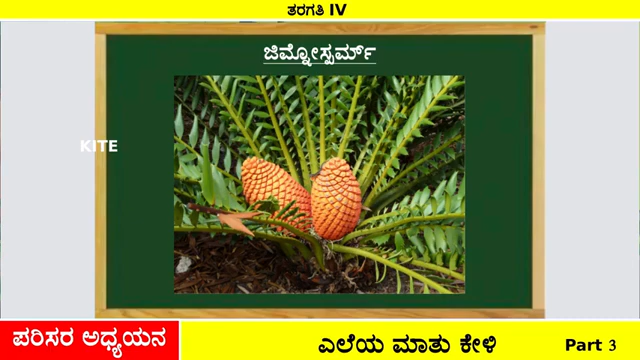 ತರಗತಿ IV
ಜಿಮ್ನೋಸ್ಪರ್ಮ್
KITE
ಪರಿಸರ ಅಧ್ಯಯನ
ಎಲೆಯ ಮಾತು ಕೇಳಿ
Part 3